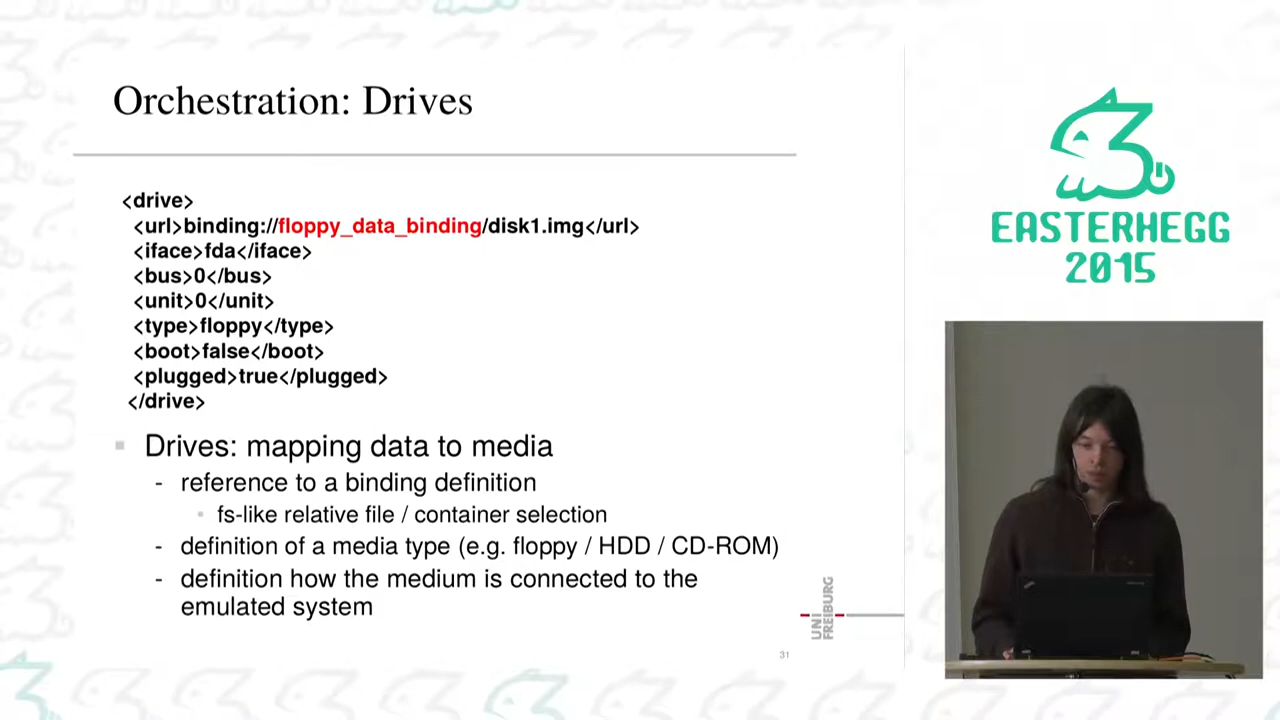 Orchestration: Drives
<drive>
<url>binding://floppy_data_binding/disk1.img</url>
<iface>fda</iface>
<bus>0</bus>
<unit>0</unit>
<type>floppy</type>
<boot>false</boot>
<plugged>true</plugged>
</drive>
Drives: mapping data to media
- reference to a binding definition
fs-like relative file / container selection
- definition of a media type (e.g. floppy / HDD / CD-ROM)
- definition how the medium is connected to the
emulated system
UNI
FREIBURG
31
EASTERHEGG
2015